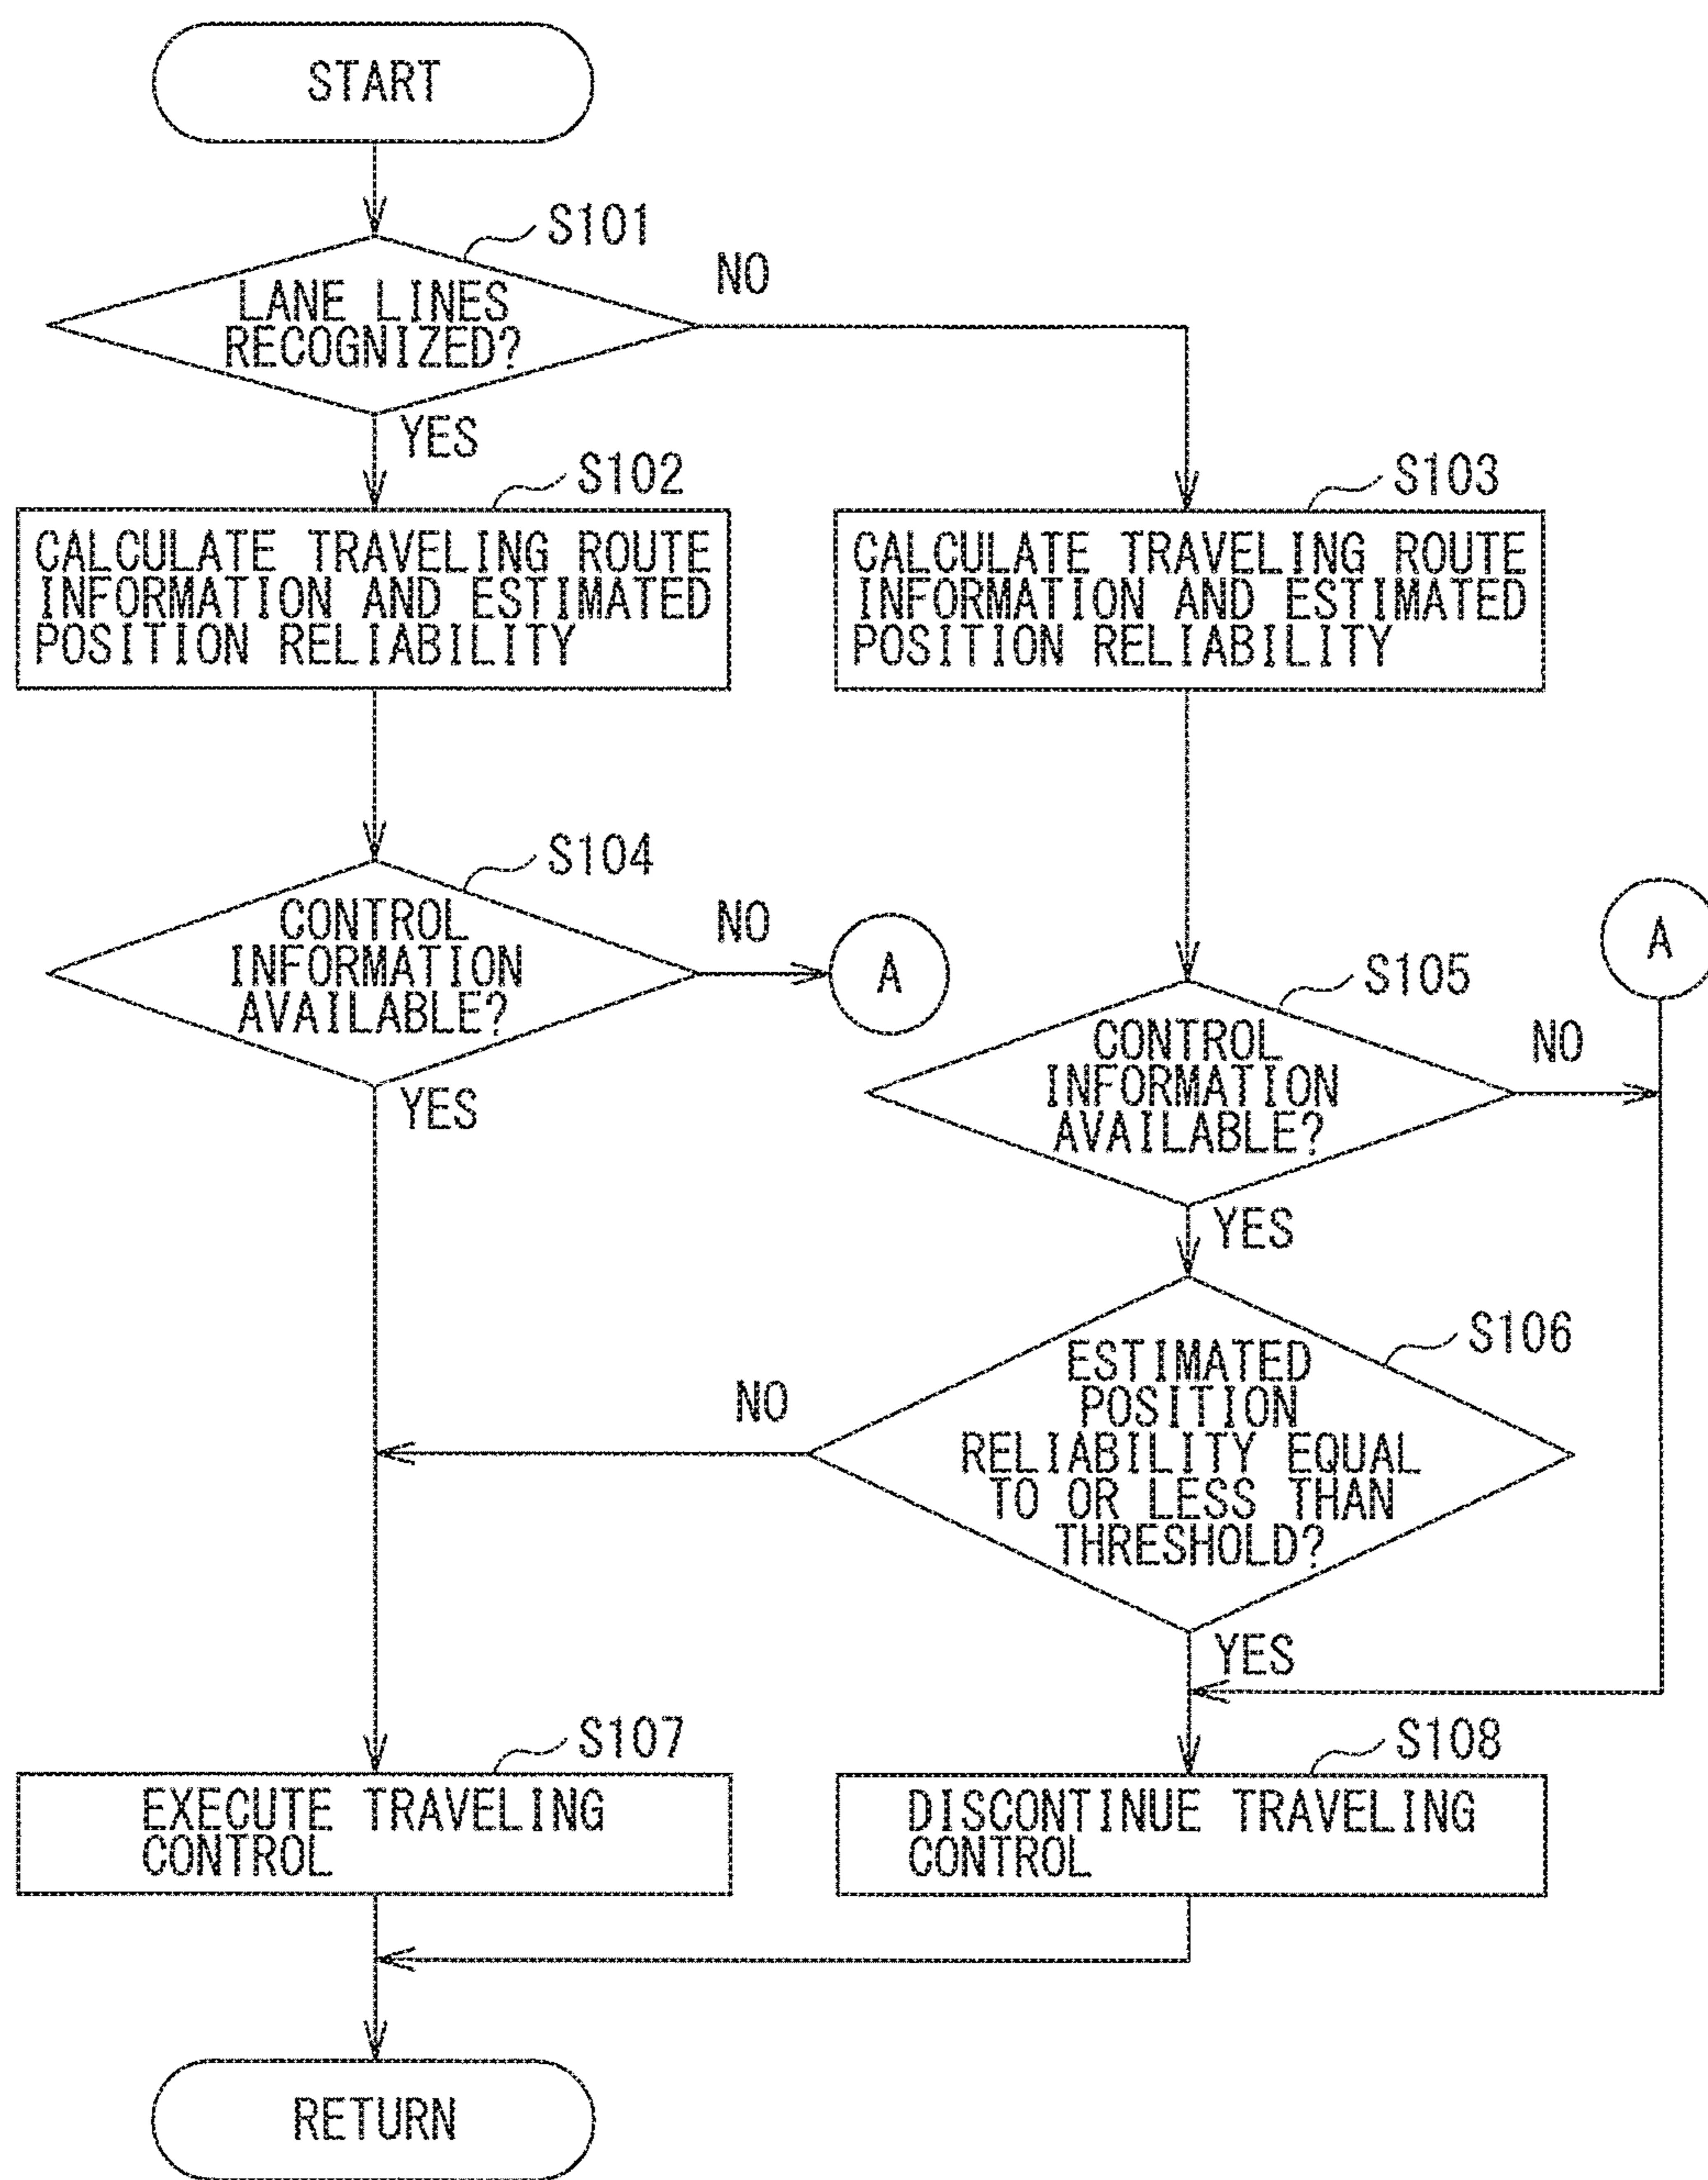 START
S101
LANE LINES
RECOGNIZED?
NO
YES
S102
CALCULATE TRAVELING ROUTE
INFORMATION AND ESTIMATED
POSITION RELIABILITY
S103
CALCULATE TRAVELING ROUTE
INFORMATION AND ESTIMATED
POSITION RELIABILITY
S104
CONTROL
INFORMATION
AVAILABLE?
NO
A
YES
A
S105
CONTROL
INFORMATION
AVAILABLE?
NO
YES
S106
ESTIMATED
POSITION
RELIABILITY EQUAL
TO OR LESS THAN
THRESHOLD?
NO
YES
S107
EXECUTE TRAVELING
CONTROL
S108
DISCONTINUE TRAVELING
CONTROL
RETURN